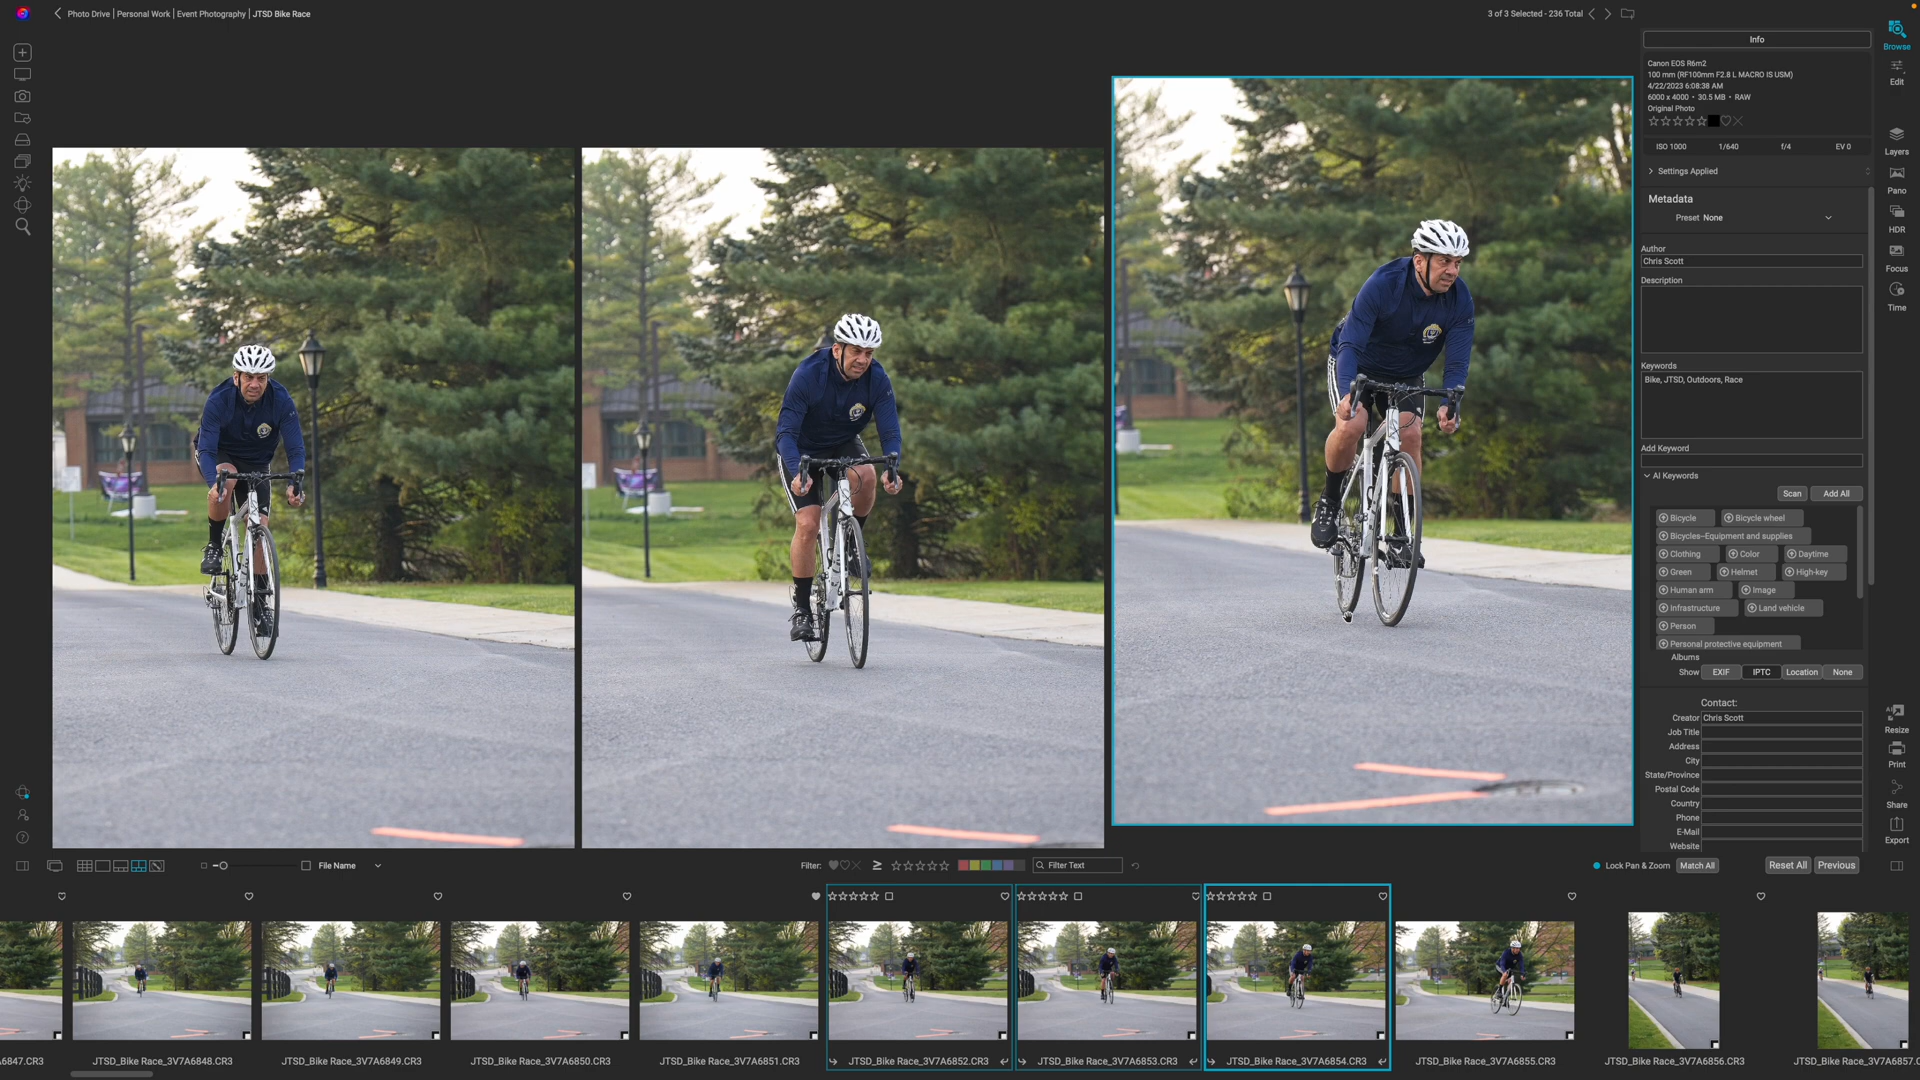 Photo Drive | Personal Work | Event Photography | JTSD Bike Race
3 of 3 Selected - 236 Total
Info
Canon EOS R6m2
100 mm (RF100mm F2.8 L MACRO IS USM)
4/22/2023 6:08:38 AM
6000 x 4000 • 30.5 MB • RAW
Original Photo
ISO 1000 1/640 f/4 EV 0
Settings Applied
Metadata
Preset None
Author
Chris Scott
Description
Keywords
Bike, JTSD, Outdoors, Race
Add Keyword
AI Keywords
Scan Add All
Bicycle Bicycle wheel
Bicycles--Equipment and supplies
Clothing Color Daytime
Green Helmet High-key
Human arm Image
Infrastructure Land vehicle
Person
Personal protective equipment
Albums
Show EXIF IPTC Location None
Contact:
Creator Chris Scott
Job Title
Address
City
State/Province
Postal Code
Country
Phone
E-Mail
Website
Browse
Edit
Layers
Pano
HDR
Focus
Time
AI
Resize
Print
Share
Export
File Name
Filter:
Filter Text
Lock Pan & Zoom Match All
Reset All Previous
A6847.CR3
JTSD_Bike Race_3V7A6848.CR3
JTSD_Bike Race_3V7A6849.CR3
JTSD_Bike Race_3V7A6850.CR3
JTSD_Bike Race_3V7A6851.CR3
JTSD_Bike Race_3V7A6852.CR3
JTSD_Bike Race_3V7A6853.CR3
JTSD_Bike Race_3V7A6854.CR3
JTSD_Bike Race_3V7A6855.CR3
JTSD_Bike Race_3V7A6856.CR3
JTSD_Bike Race_3V7A6857.C